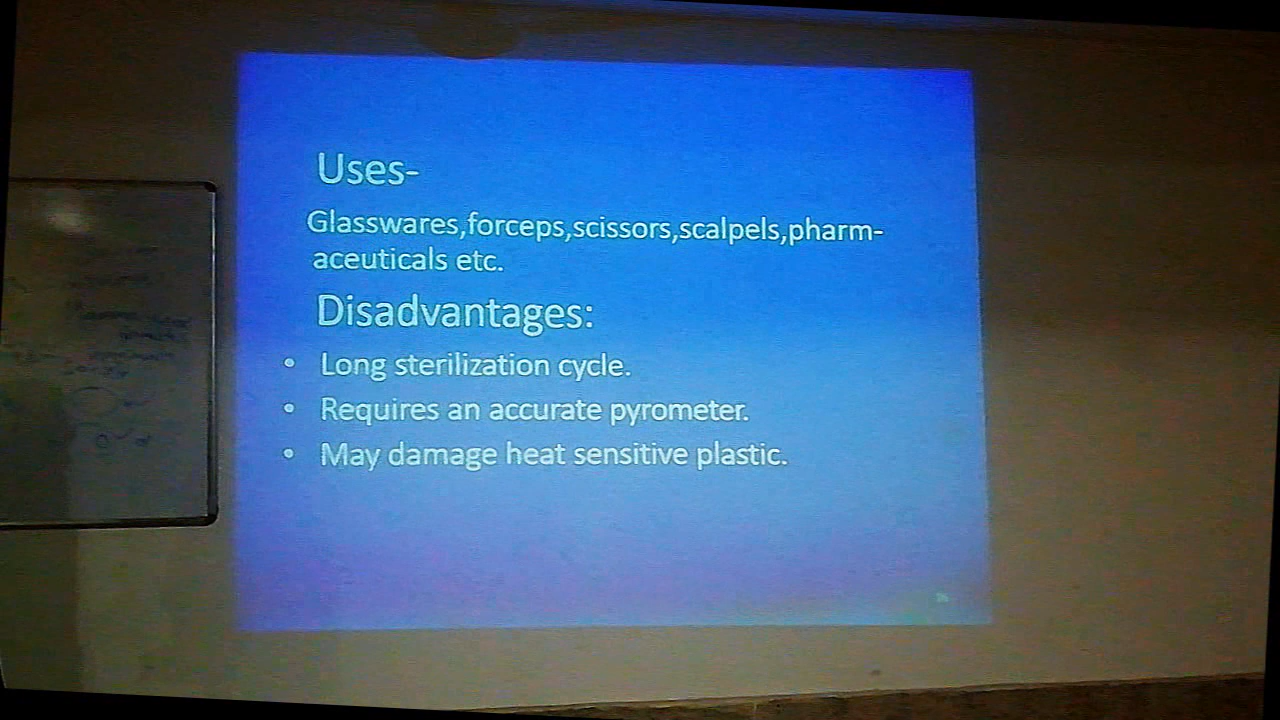 Uses-
Glasswares,forceps,scissors,scalpels,pharm-
aceuticals etc.
Disadvantages:
• Long sterilization cycle.
• Requires an accurate pyrometer.
• May damage heat sensitive plastic.